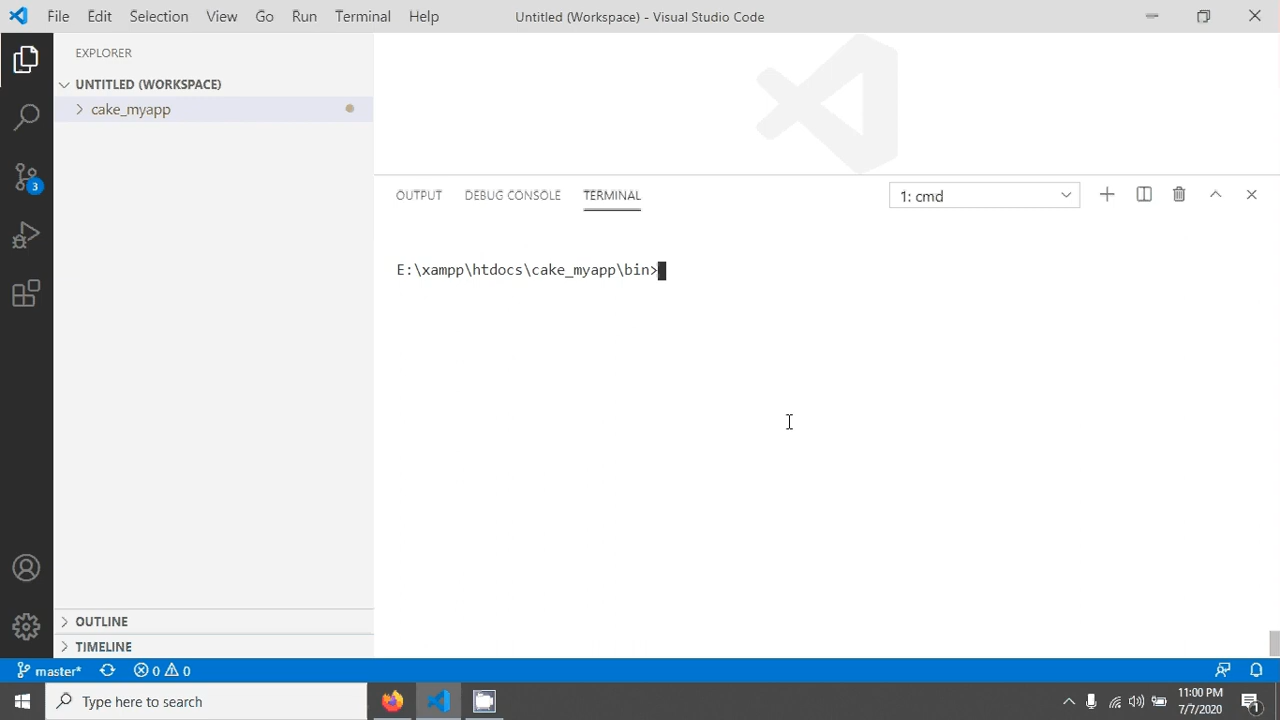 File Edit Selection View Go Run Terminal Help Untitled (Workspace) - Visual Studio Code
EXPLORER
UNTITLED (WORKSPACE)
cake_myapp
3
OUTPUT DEBUG CONSOLE TERMINAL 1: cmd
E:\xampp\htdocs\cake_myapp\bin>
OUTLINE
TIMELINE
master* 0 0
Type here to search
11:00 PM
7/7/2020
1